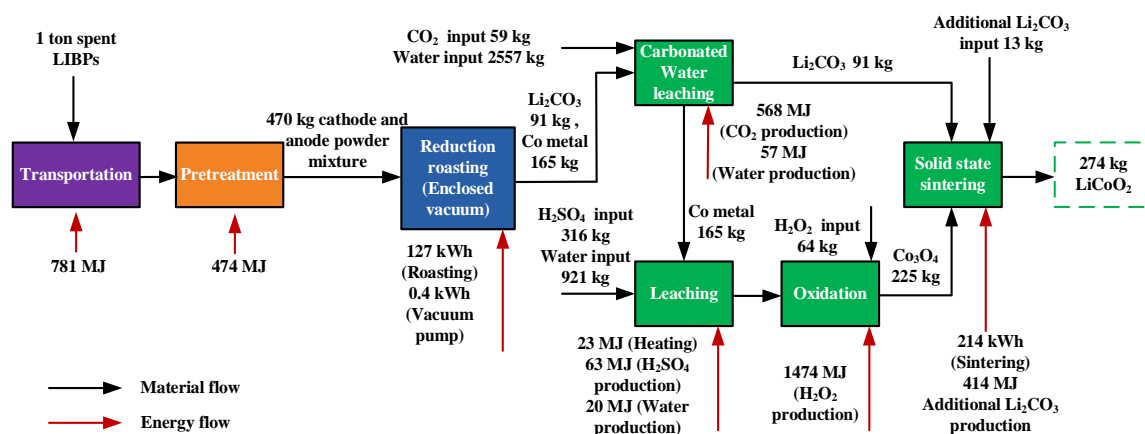 1 ton spent
LIBPs
Transportation
781 MJ
Pretreatment
474 MJ
470 kg cathode and
anode powder
mixture
Reduction
roasting
(Enclosed
vacuum)
127 kWh
(Roasting)
0.4 kWh
(Vacuum
pump)
Li₂CO₃
91 kg ,
Co metal
165 kg
CO₂ input 59 kg
Water input 2557 kg
Carbonated
Water
leaching
568 MJ
(CO₂ production)
57 MJ
(Water production)
Li₂CO₃ 91 kg
Additional Li₂CO₃
input 13 kg
Solid state
sintering
274 kg
LiCoO₂
Co metal
165 kg
H₂SO₄ input
316 kg
Water input
921 kg
Leaching
23 MJ (Heating)
63 MJ (H₂SO₄
production)
20 MJ (Water
production)
H₂O₂ input
64 kg
Oxidation
1474 MJ
(H₂O₂
production)
Co₃O₄
225 kg
214 kWh
(Sintering)
414 MJ
Additional Li₂CO₃
production
Material flow
Energy flow